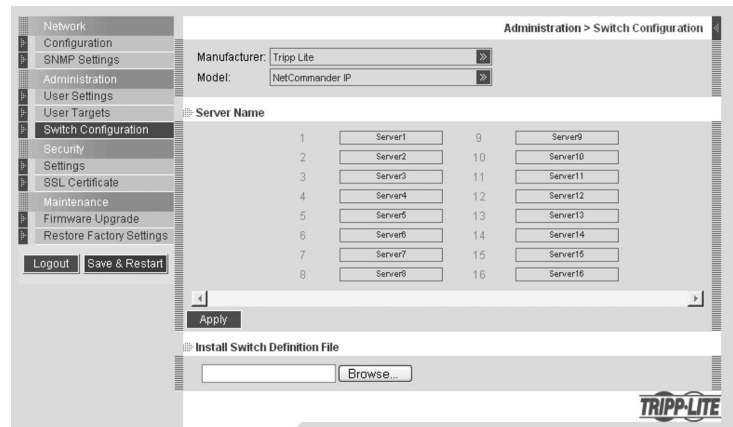 Network
Configuration
SNMP Settings
Administration
User Settings
User Targets
Switch Configuration
Security
Settings
SSL Certificate
Maintenance
Firmware Upgrade
Restore Factory Settings
Logout Save & Restart
Administration > Switch Configuration
Manufacturer: Tripp Lite
Model: NetCommander IP
Server Name
1 Server1 9 Server9
2 Server2 10 Server10
3 Server3 11 Server11
4 Server4 12 Server12
5 Server5 13 Server13
6 Server6 14 Server14
7 Server7 15 Server15
8 Server8 16 Server16
Apply
Install Switch Definition File
Browse...
TRIPP·LITE